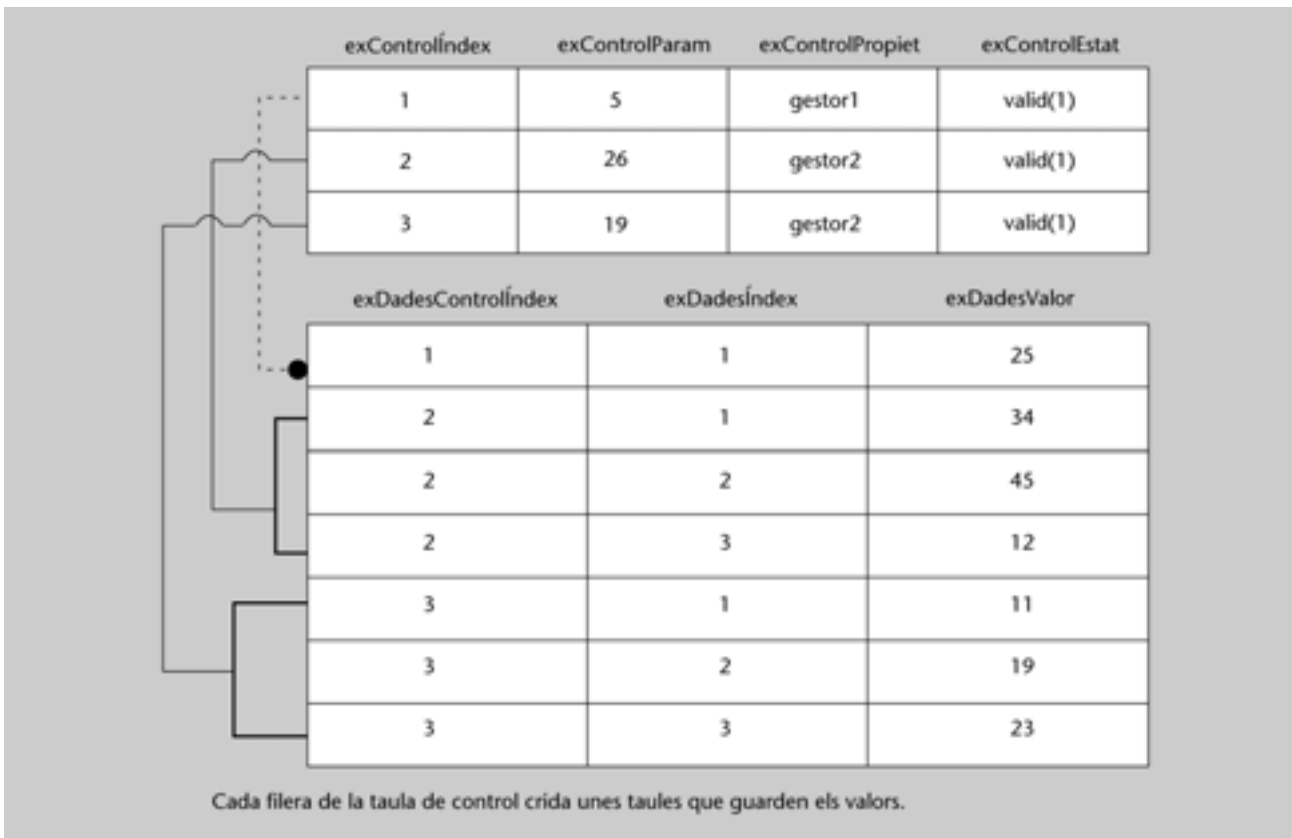 exControlÍndex exControlParam exControlPropiet exControlEstat
1 5 gestor1 valid(1)
2 26 gestor2 valid(1)
3 19 gestor2 valid(1)
exDadesControlÍndex exDadesÍndex exDadesValor
1 1 25
2 1 34
2 2 45
2 3 12
3 1 11
3 2 19
3 3 23
Cada filera de la taula de control crida unes taules que guarden els valors.